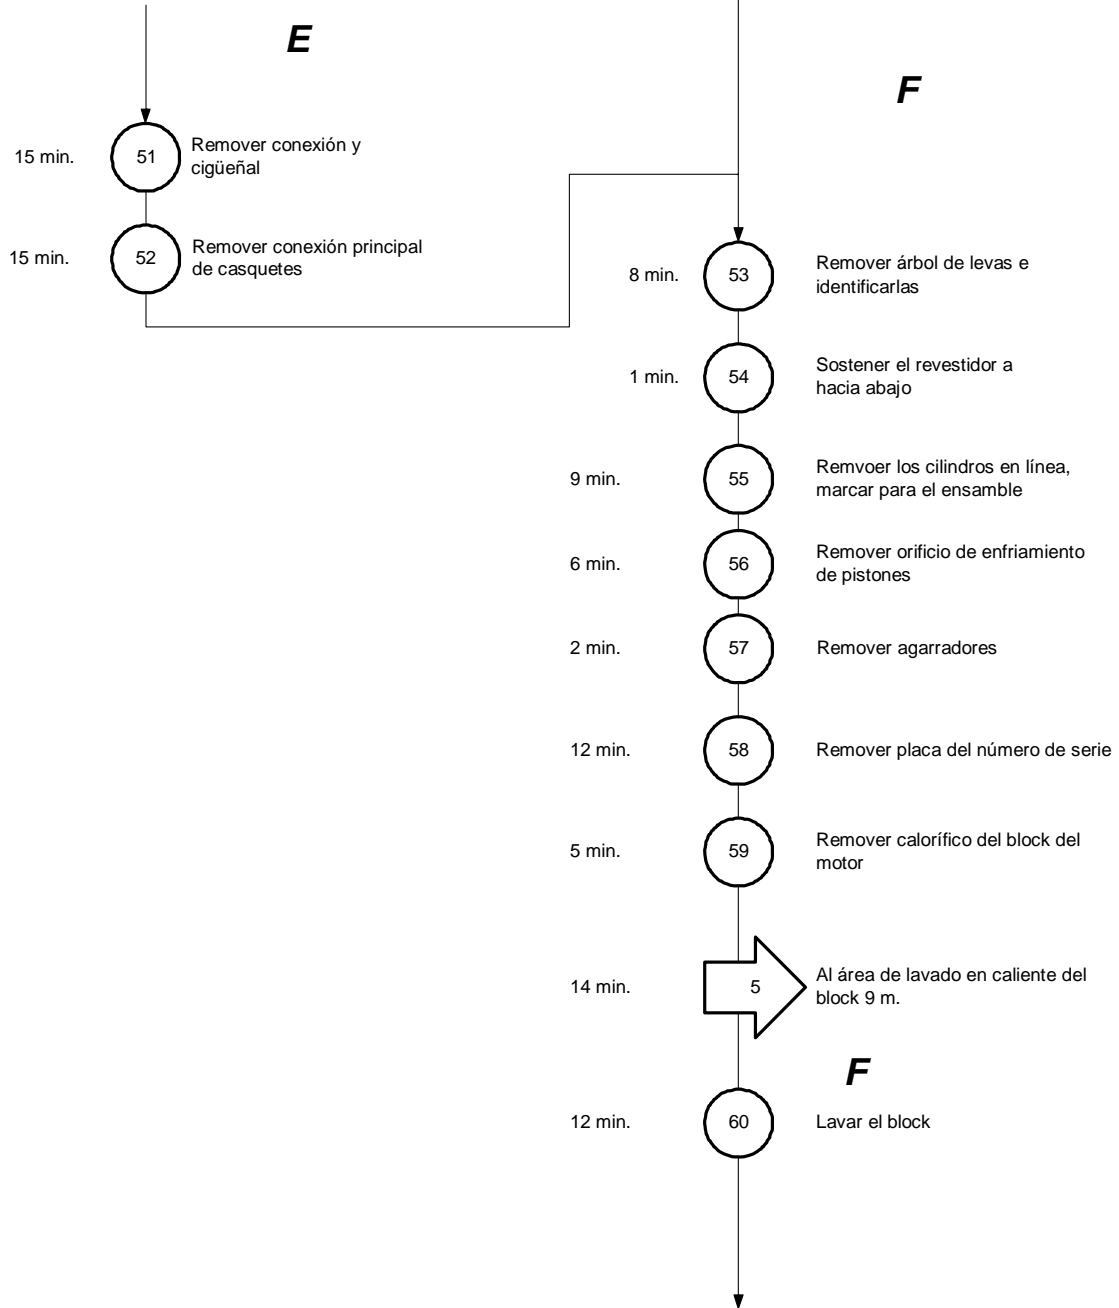 E
F
15 min.
51
Remover conexión y
cigüeñal
15 min.
52
Remover conexión principal
de casquetes
8 min.
53
Remover árbol de levas e
identificarlas
1 min.
54
Sostener el revestidor a
hacia abajo
9 min.
55
Remvoer los cilindros en línea,
marcar para el ensamble
6 min.
56
Remover orificio de enfriamiento
de pistones
2 min.
57
Remover agarradores
12 min.
58
Remover placa del número de serie
5 min.
59
Remover calorífico del block del
motor
14 min.
5
Al área de lavado en caliente del
block 9 m.
F
12 min.
60
Lavar el block